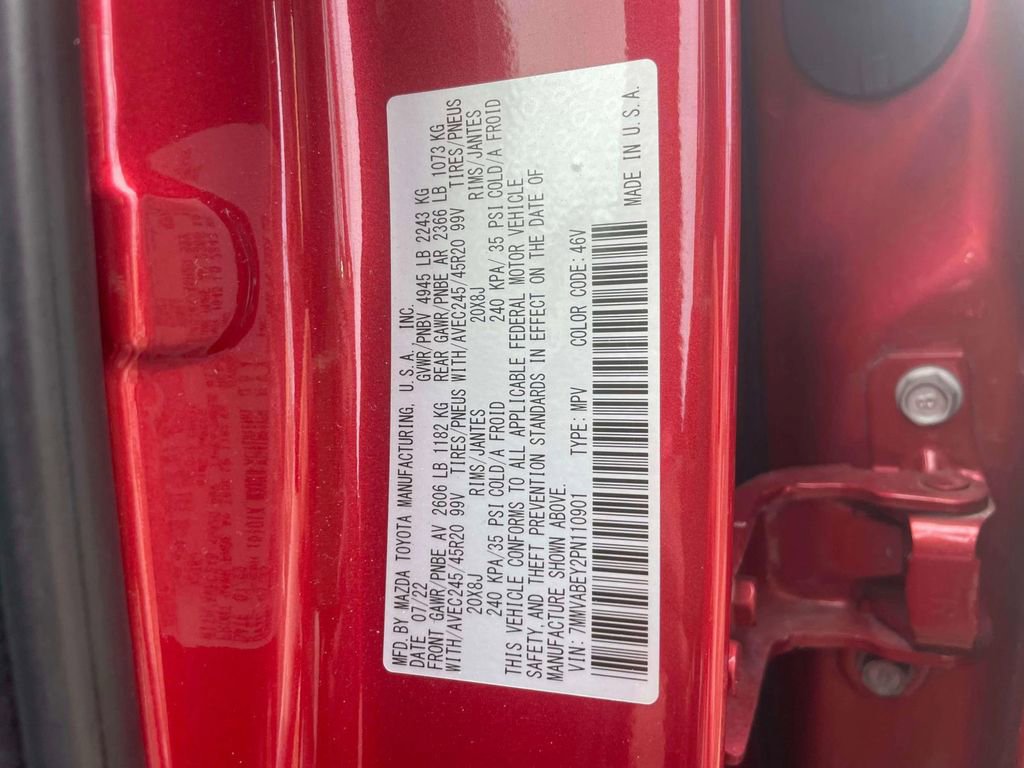 MFD.BY MAZDA TOYOTA MANUFACTURING, U.S.A. INC.
DATE 07/22 GVWR/PNBV 4945 LB 2243 KG
FRONT GAWR/PNBE AV 2606 LB 1182 KG REAR GAWR/PNBE AR 2366 LB 1073 KG
WITH/AVEC245/45R20 99V TIRES/PNEUS WITH/AVEC245/45R20 99V TIRES/PNEUS
20X8J RIMS/JANTES 20X8J RIMS/JANTES
240 KPA/35 PSI COLD/A FROID 240 KPA/35 PSI COLD/A FROID
THIS VEHICLE CONFORMS TO ALL APPLICABLE FEDERAL MOTOR VEHICLE
SAFETY AND THEFT PREVENTION STANDARDS IN EFFECT ON THE DATE OF
MANUFACTURE SHOWN ABOVE.
VIN: 7MMVABEY2PN110901 TYPE: MPV COLOR CODE: 46V
MADE IN U.S.A.